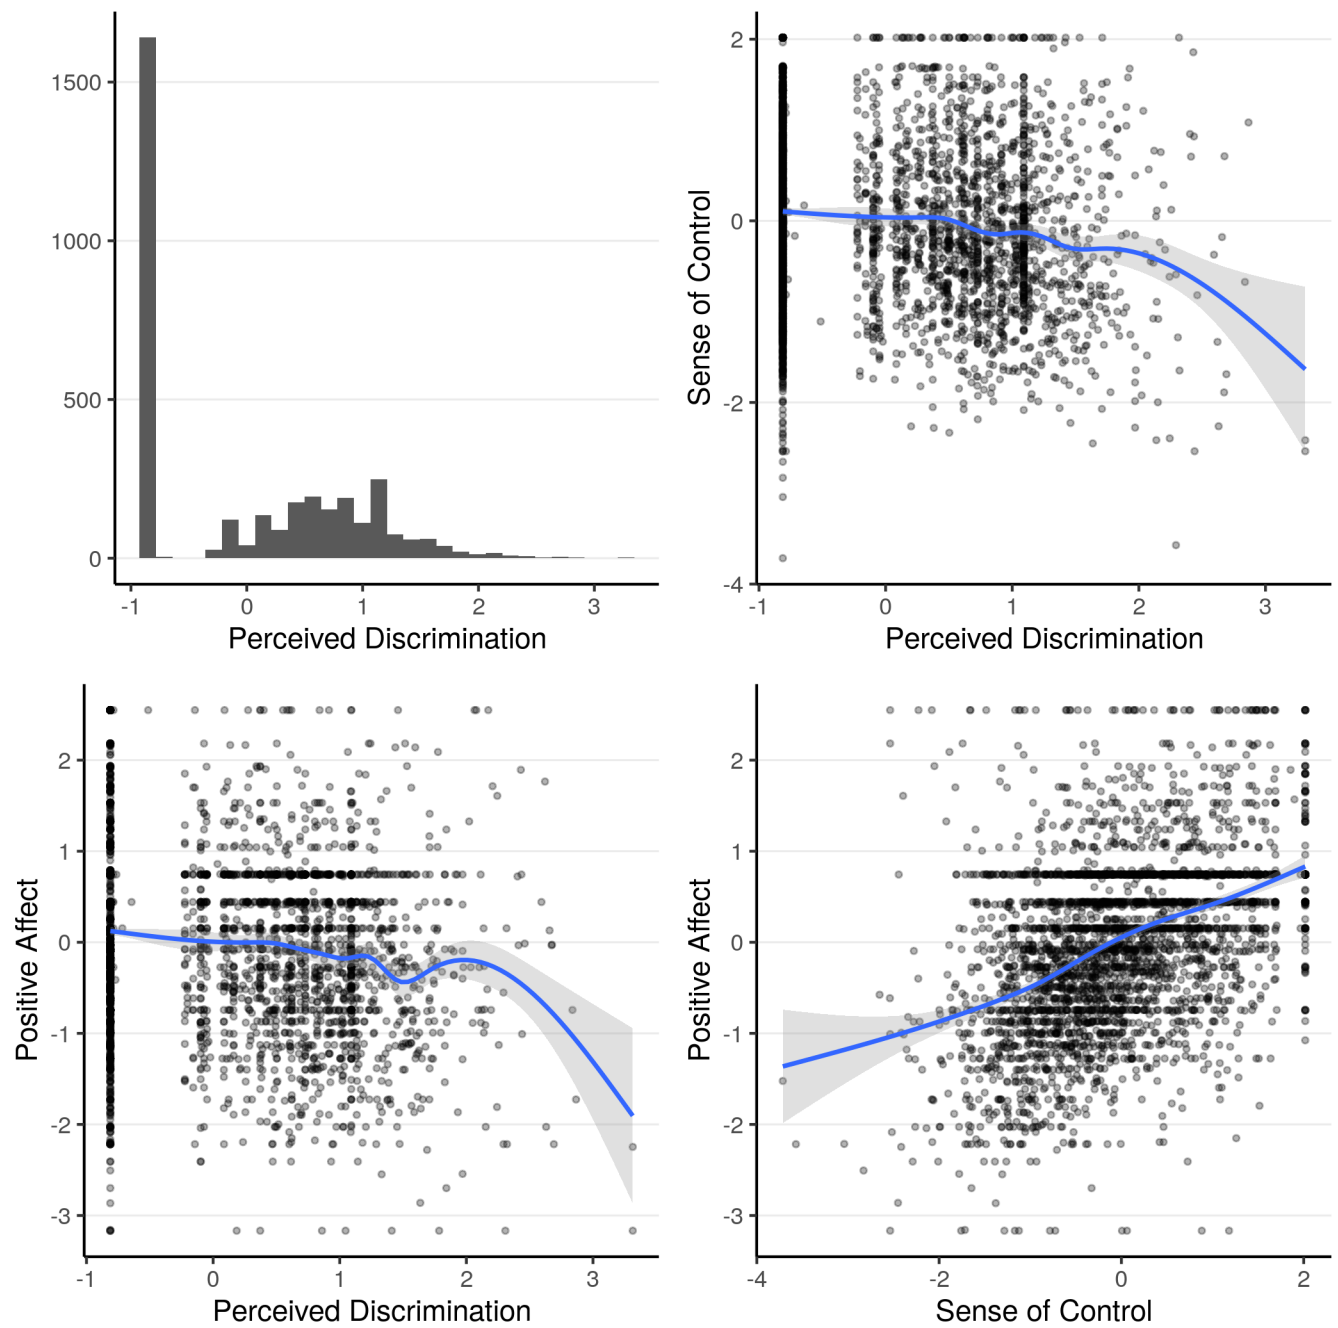 1500
1000
500
0
-1 0 1 2 3
Perceived Discrimination
Sense of Control
2
0
-2
-4
-1 0 1 2 3
Perceived Discrimination
Positive Affect
2
1
0
-1
-2
-3
-1 0 1 2 3
Perceived Discrimination
Positive Affect
2
1
0
-1
-2
-3
-4 -2 0 2
Sense of Control